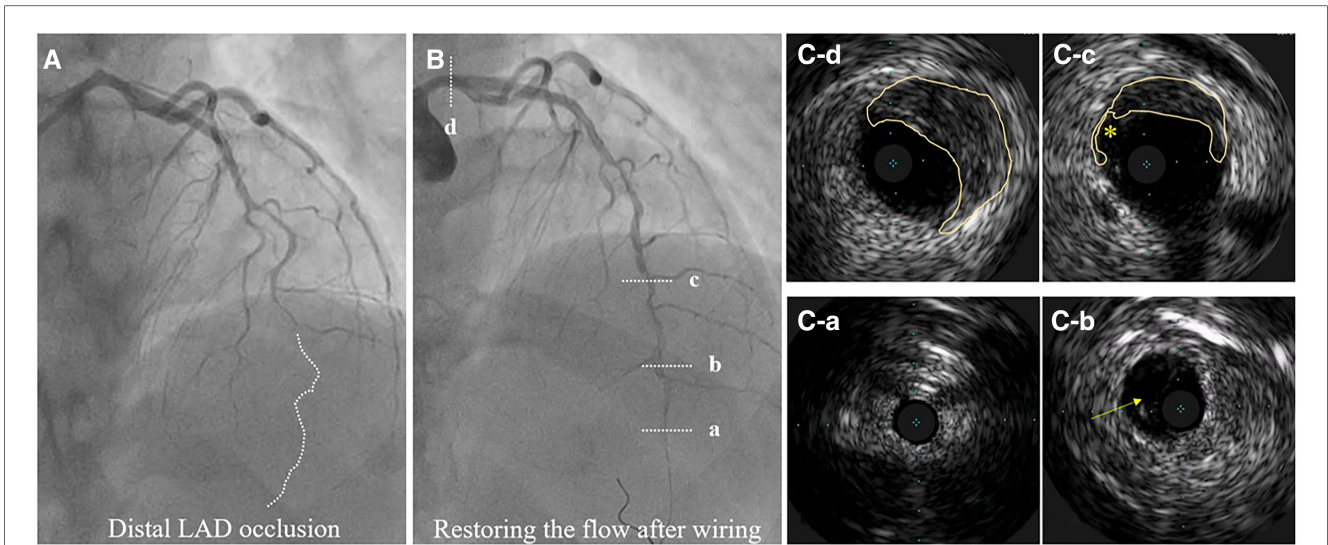 A
B
C-d
C-c
d
*
c
C-a
C-b
b
a
Distal LAD occlusion
Restoring the flow after wiring